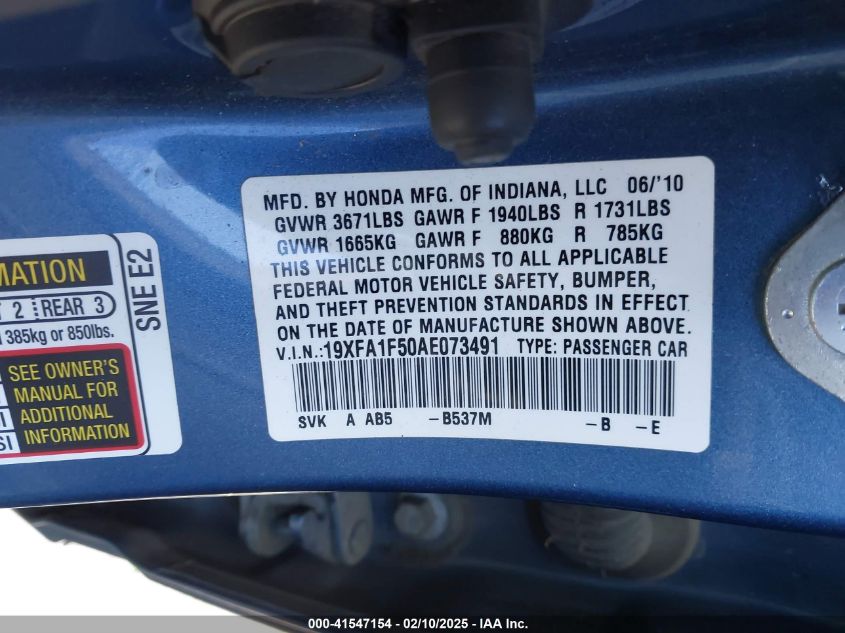 MFD. BY HONDA MFG. OF INDIANA, LLC 06/'10
GVWR 3671LBS GAWR F 1940LBS R 1731LBS
GVWR 1665KG GAWR F 880KG R 785KG
THIS VEHICLE CONFORMS TO ALL APPLICABLE
FEDERAL MOTOR VEHICLE SAFETY, BUMPER,
AND THEFT PREVENTION STANDARDS IN EFFECT
ON THE DATE OF MANUFACTURE SHOWN ABOVE.
V.I.N.:19XFA1F50AE073491 TYPE: PASSENGER CAR
SVK A AB5 -B537M -B -E
2 REAR 3
385kg or 850lbs.
SEE OWNER'S
MANUAL FOR
ADDITIONAL
INFORMATION
SNE E2
000-41547154 — 02/10/2025 — IAA Inc.